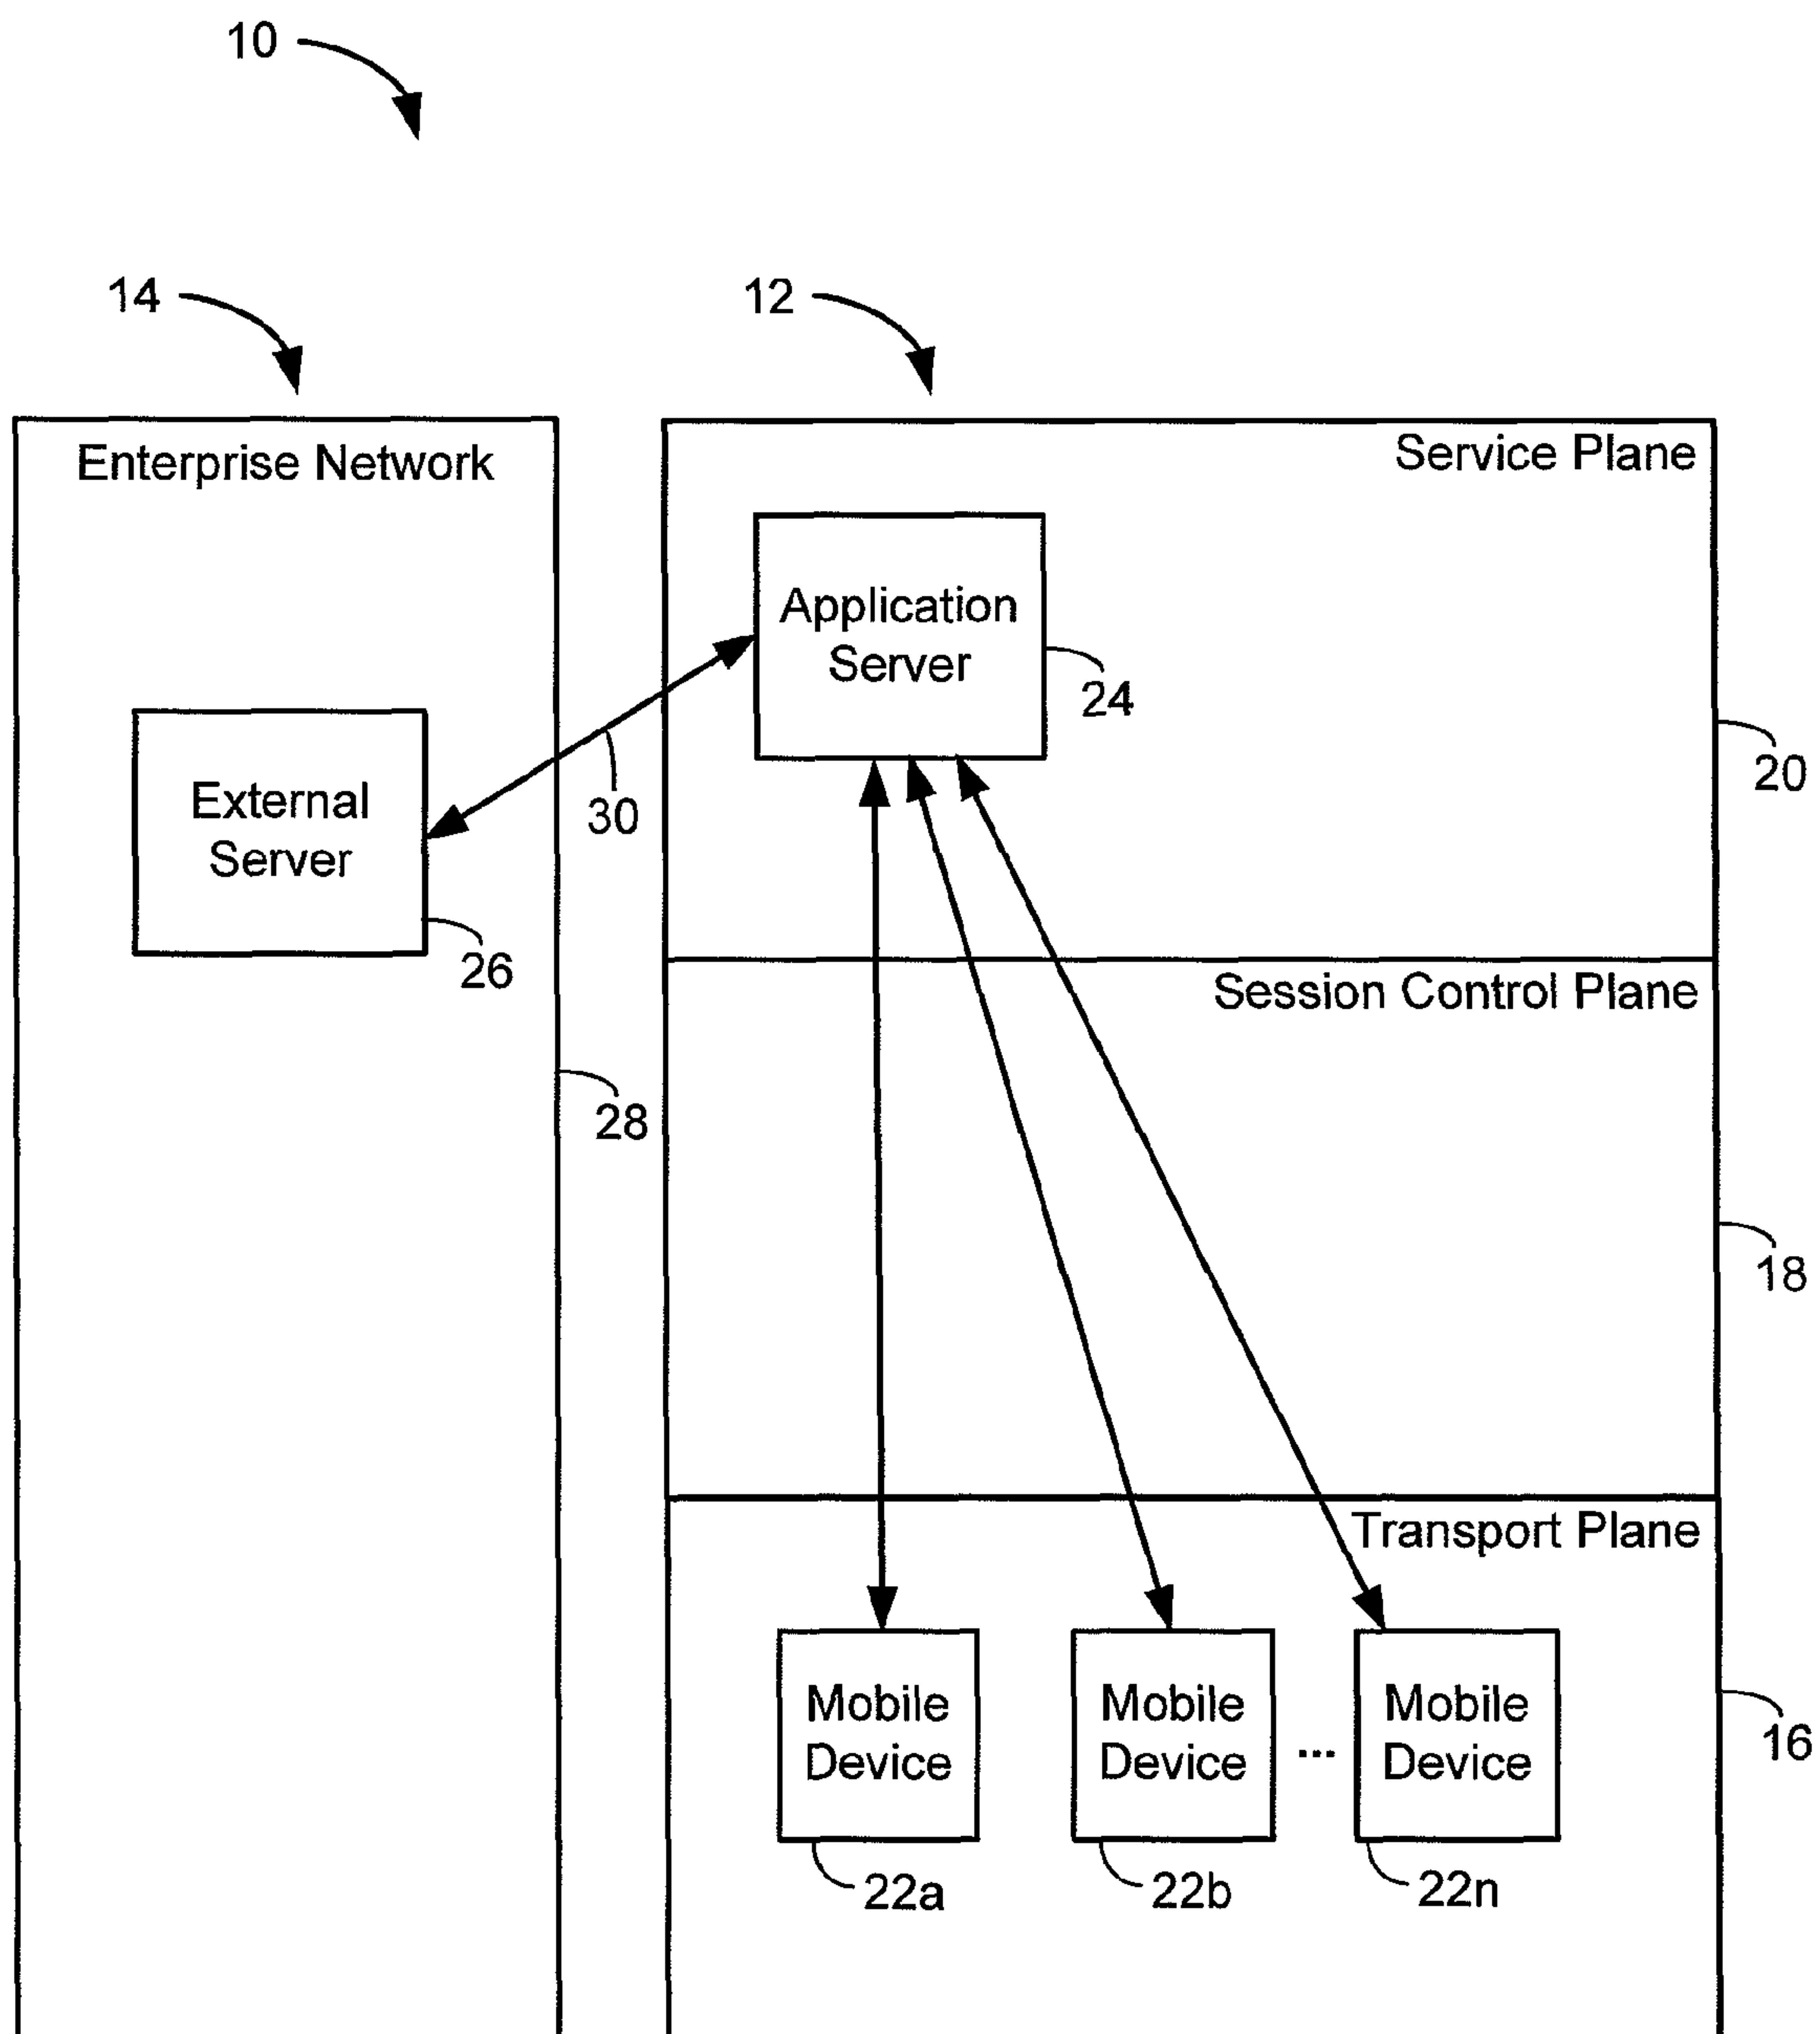 10
14
12
Enterprise Network
Service Plane
Application
Server
24
20
External
Server
30
26
Session Control Plane
28
18
Transport Plane
Mobile
Device
Mobile
Device
...
Mobile
Device
16
22a
22b
22n